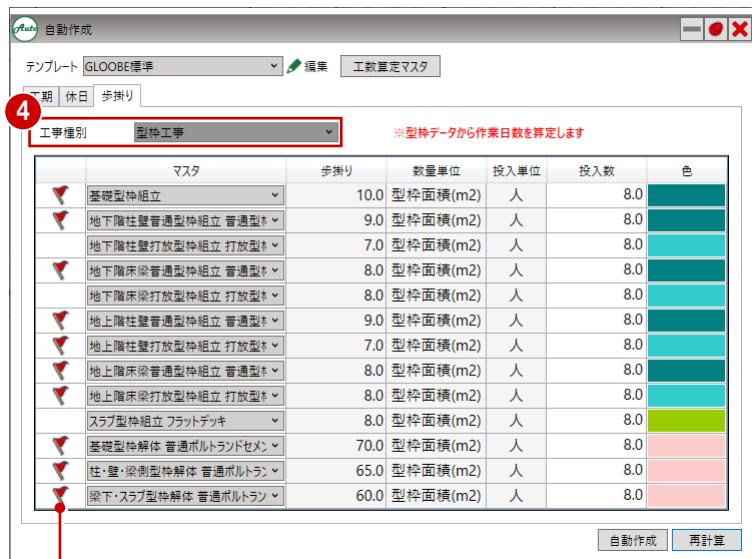 Auto 自動作成
テンプレート GLOOBE標準 編集 工数算定マスタ
工期 休日 歩掛り
4
工事種別 型枠工事 ※型枠データから作業日数を算定します
マスタ 歩掛り 数量単位 投入単位 投入数 色
基礎型枠組立 10.0 型枠面積(m2) 人 8.0
地下階柱壁普通型枠組立 普通型 9.0 型枠面積(m2) 人 8.0
地下階柱壁打放型枠組立 打放型 7.0 型枠面積(m2) 人 8.0
地下階床梁普通型枠組立 普通型 8.0 型枠面積(m2) 人 8.0
地下階床梁打放型枠組立 打放型 8.0 型枠面積(m2) 人 8.0
地上階柱壁普通型枠組立 普通型 9.0 型枠面積(m2) 人 8.0
地上階柱壁打放型枠組立 打放型 7.0 型枠面積(m2) 人 8.0
地上階床梁普通型枠組立 普通型 8.0 型枠面積(m2) 人 8.0
地上階床梁打放型枠組立 打放型 8.0 型枠面積(m2) 人 8.0
スラブ型枠組立 フラットデッキ 8.0 型枠面積(m2) 人 8.0
基礎型枠解体 普通ポルトランドセメン 70.0 型枠面積(m2) 人 8.0
柱・壁・梁側型枠解体 普通ポルトラン 65.0 型枠面積(m2) 人 8.0
梁下・スラブ型枠解体 普通ポルトラン 60.0 型枠面積(m2) 人 8.0
自動作成 再計算